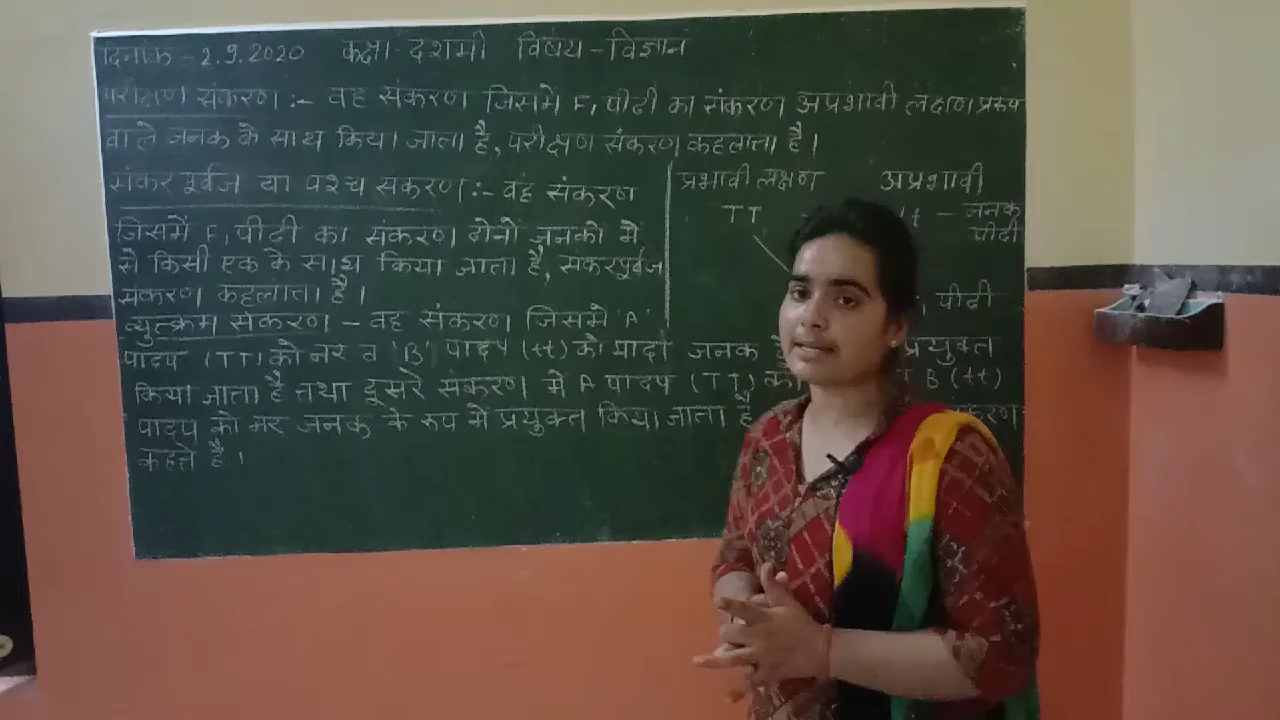 दिनांक - 2.9.2020 कक्षा - दशमी विषय - विज्ञान
परीक्षण संकरण :- वह संकरण जिसमें F₁ पीढी का संकरण अप्रभावी लक्षण प्ररूप
वाले जनक के साथ किया जाता है, परीक्षण संकरण कहलाता है।
संकर पूर्वज या पश्च संकरण :- वह संकरण
जिसमें F₁ पीढी का संकरण दोनों जनकों में
से किसी एक के साथ किया जाता है, संकरपूर्वज
संकरण कहलाता है।
प्रभावी लक्षण अप्रभावी
TT tt - जनक
पीढी
पीढी
व्युत्क्रम संकरण - वह संकरण जिसमें 'A'
पादप (TT) को नर व 'B' पादप (tt) को मादा जनक प्रयुक्त
किया जाता है तथा दूसरे संकरण में A पादप (TT) को B (tt)
पादप को नर जनक के रूप में प्रयुक्त किया जाता है
कहते है।